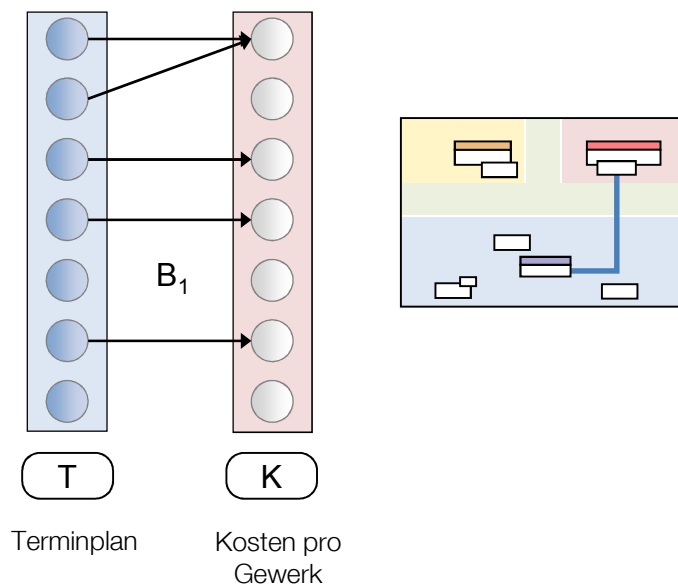 B₁
T
K
Terminplan
Kosten pro
Gewerk